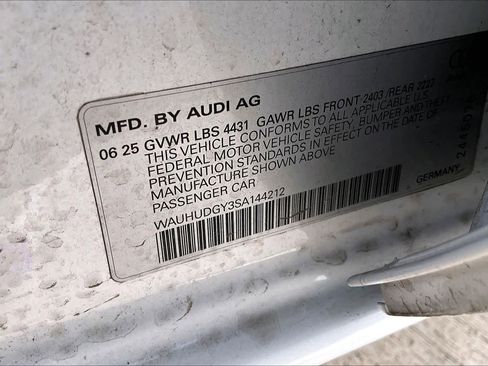 MFD. BY AUDI AG
06 25 GVWR LBS 4431 GAWR LBS FRONT 2403 /REAR 2227
THIS VEHICLE CONFORMS TO ALL APPLICABLE U.S.
FEDERAL MOTOR VEHICLE SAFETY, BUMPER AND THEFT
PREVENTION STANDARDS IN EFFECT ON THE DATE OF
MANUFACTURE SHOWN ABOVE
PASSENGER CAR
GERMANY
WAUHUDGY3SA144212